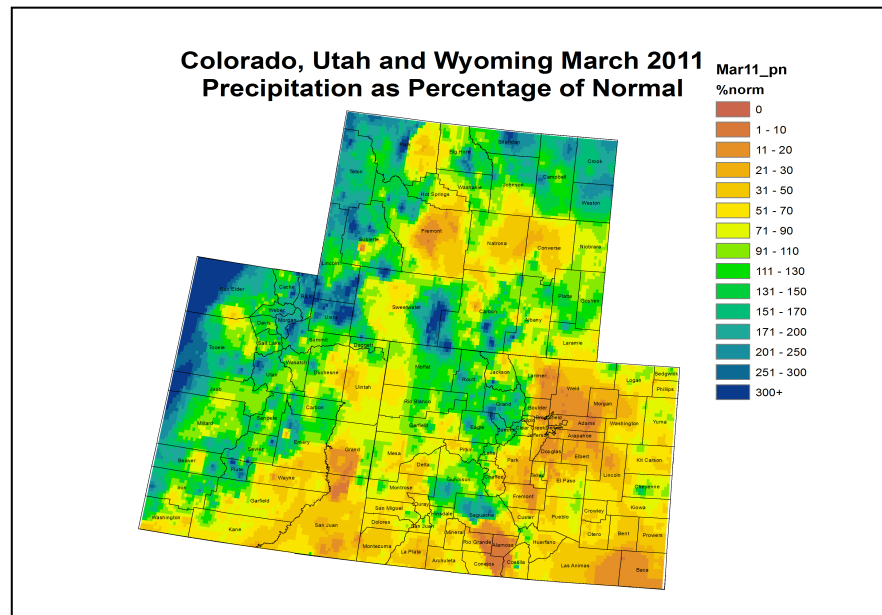 Colorado, Utah and Wyoming March 2011
Precipitation as Percentage of Normal
Mar11_pn
%norm
0
1 - 10
11 - 20
21 - 30
31 - 50
51 - 70
71 - 90
91 - 110
111 - 130
131 - 150
151 - 170
171 - 200
201 - 250
251 - 300
300+
Park
Big Horn
Sheridan
Crook
Teton
Washakie
Johnson
Campbell
Hot Springs
Weston
Fremont
Sublette
Natrona
Converse
Niobrara
Lincoln
Box Elder
Cache
Rich
Uinta
Sweetwater
Carbon
Platte
Goshen
Albany
Laramie
Weber
Morgan
Davis
Salt Lake
Summit
Daggett
Tooele
Wasatch
Duchesne
Uintah
Utah
Juab
Carbon
Millard
Sanpete
Emery
Grand
Sevier
Beaver
Piute
Wayne
Iron
Garfield
Washington
Kane
San Juan
Moffat
Routt
Jackson
Larimer
Weld
Logan
Sedgwick
Phillips
Morgan
Rio Blanco
Grand
Boulder
Adams
Washington
Yuma
Garfield
Eagle
Summit
Clear Creek
Jefferson
Arapahoe
Mesa
Pitkin
Lake
Park
Douglas
Elbert
Lincoln
Kit Carson
Delta
Gunnison
Chaffee
Teller
El Paso
Cheyenne
Montrose
Fremont
Kiowa
Ouray
San Miguel
Saguache
Custer
Pueblo
Crowley
Hinsdale
Dolores
San Juan
Mineral
Rio Grande
Alamosa
Huerfano
Otero
Bent
Prowers
Montezuma
La Plata
Archuleta
Conejos
Costilla
Las Animas
Baca